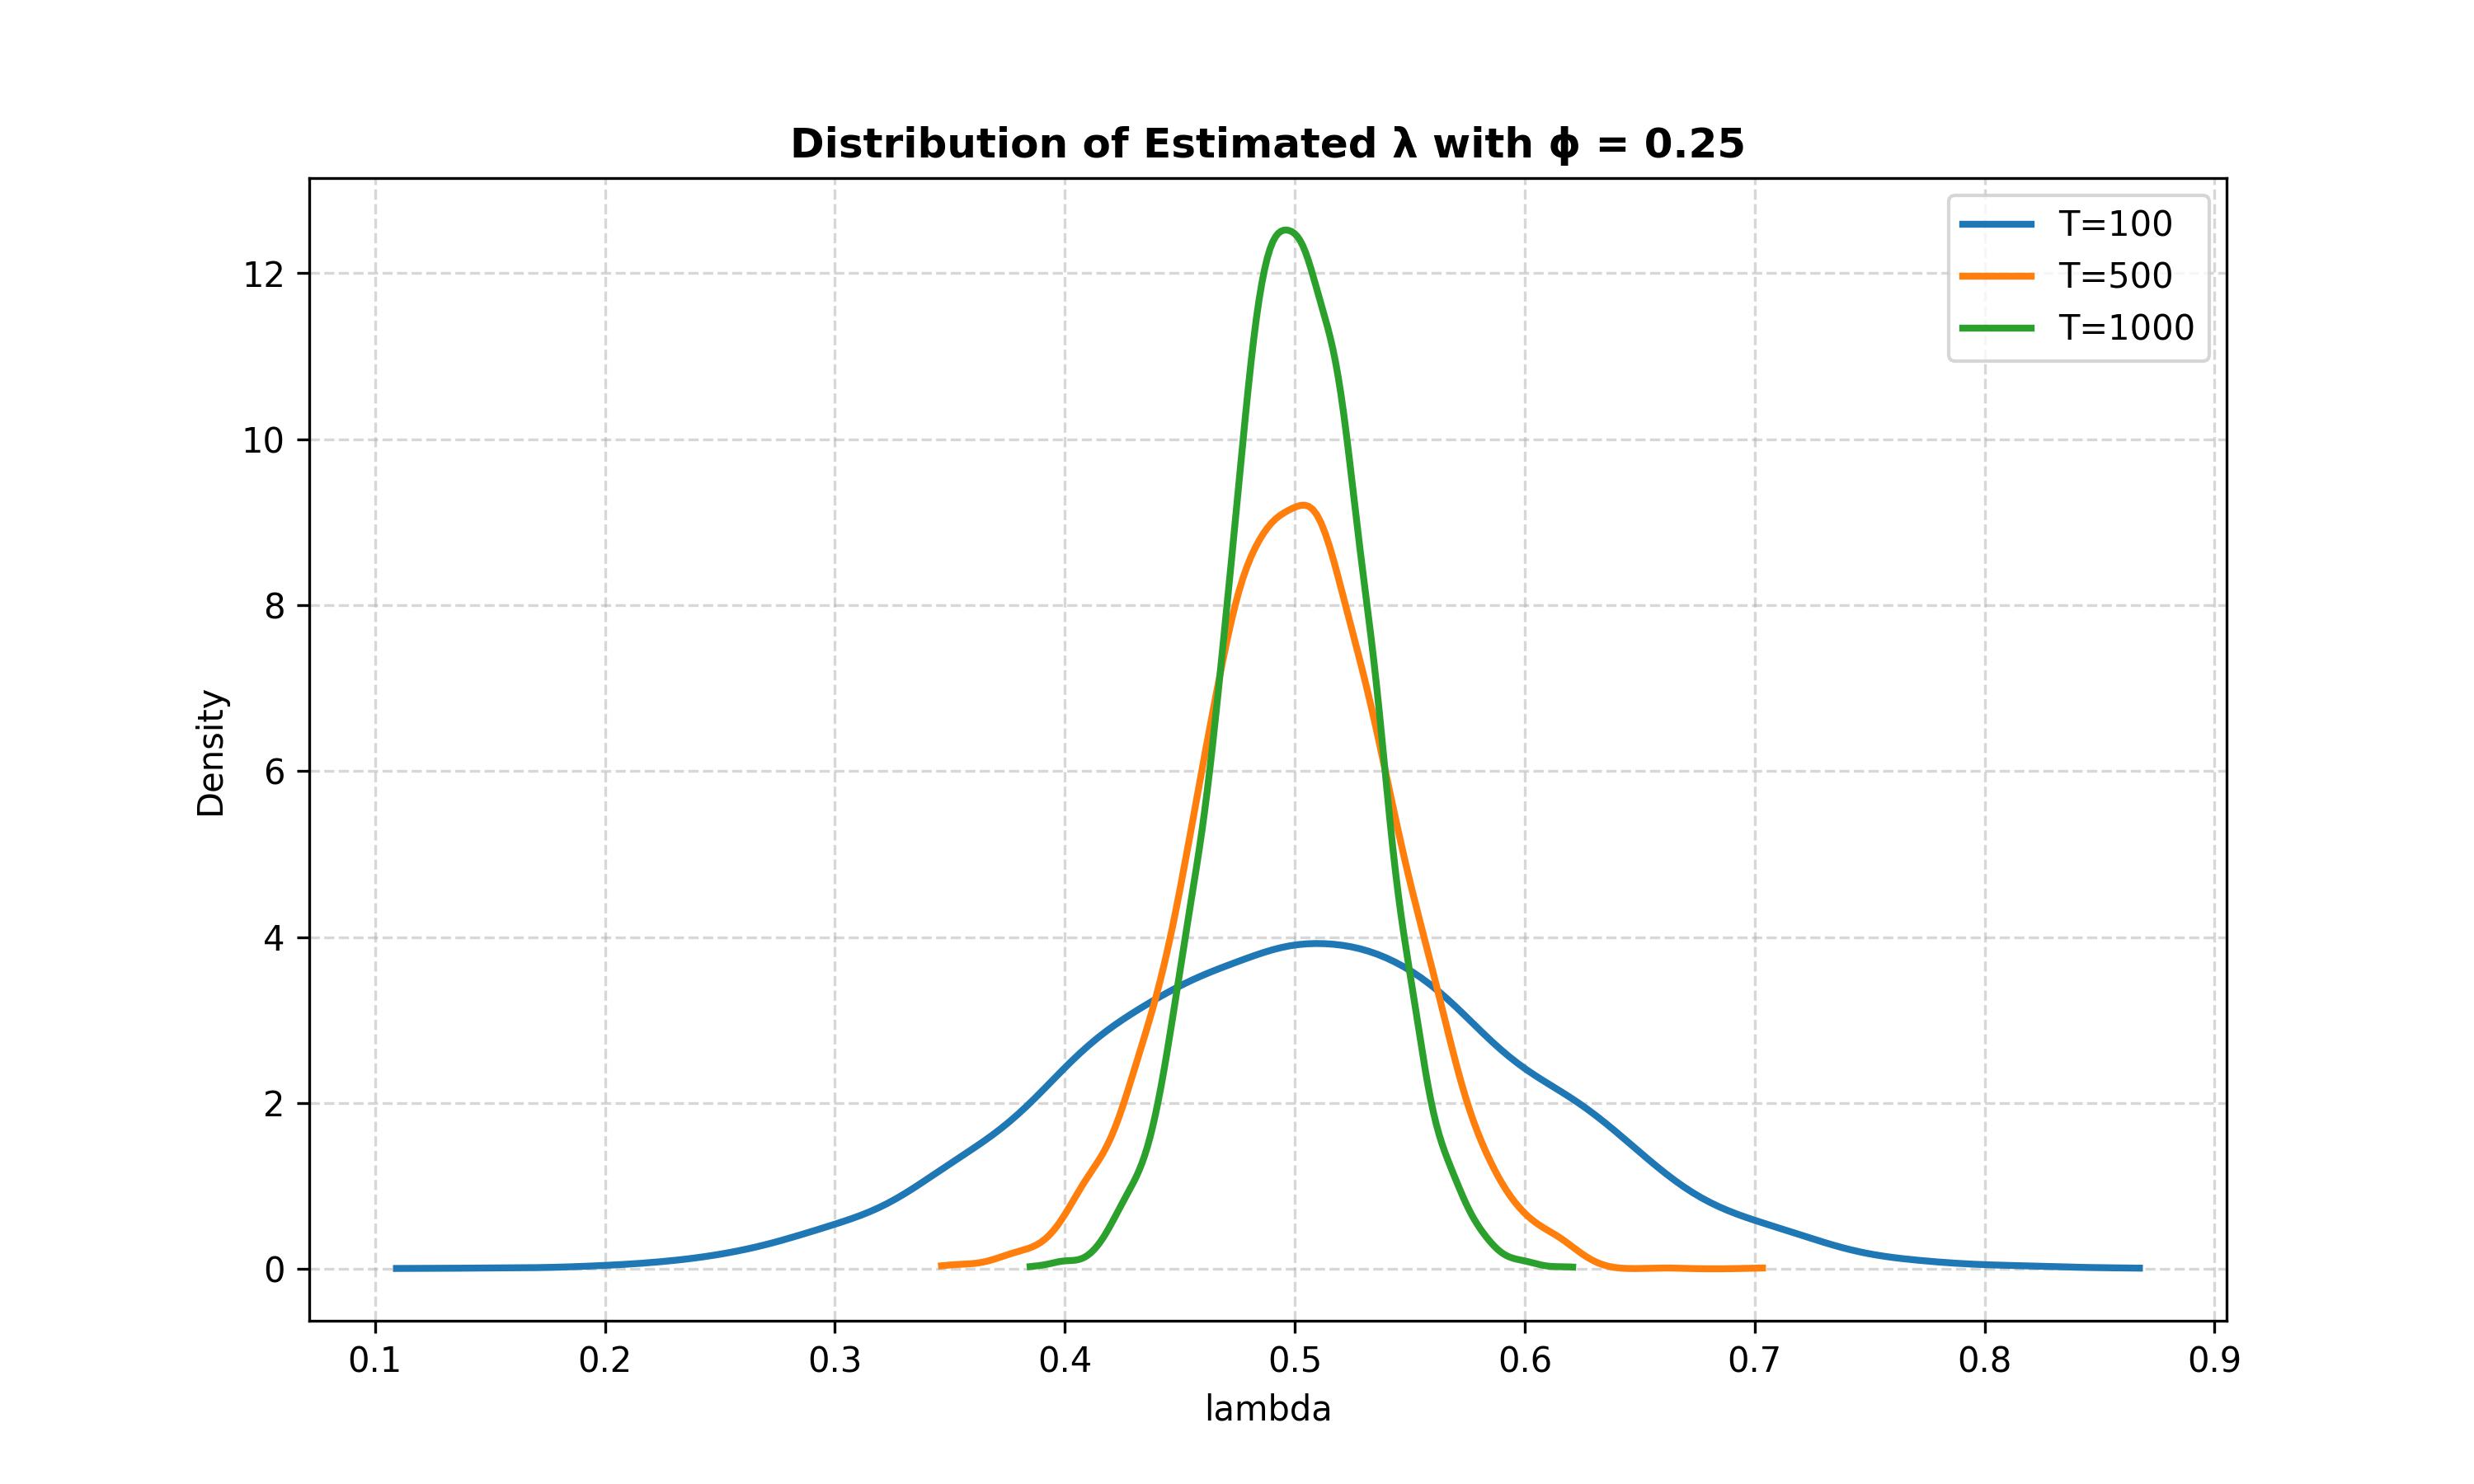 Distribution of Estimated λ with ϕ = 0.25
T=100
T=500
T=1000
12
10
8
6
4
2
0
Density
0.1 0.2 0.3 0.4 0.5 0.6 0.7 0.8 0.9
lambda